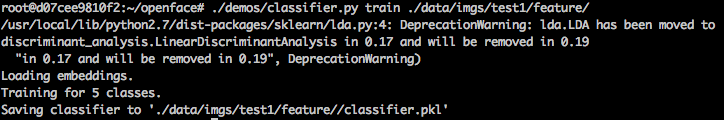 root@d07cee9810f2:~/openface# ./demos/classifier.py train ./data/imgs/test1/feature/
/usr/local/lib/python2.7/dist-packages/sklearn/lda.py:4: DeprecationWarning: lda.LDA has been moved to
discriminant_analysis.LinearDiscriminantAnalysis in 0.17 and will be removed in 0.19
  "in 0.17 and will be removed in 0.19", DeprecationWarning)
Loading embeddings.
Training for 5 classes.
Saving classifier to './data/imgs/test1/feature//classifier.pkl'